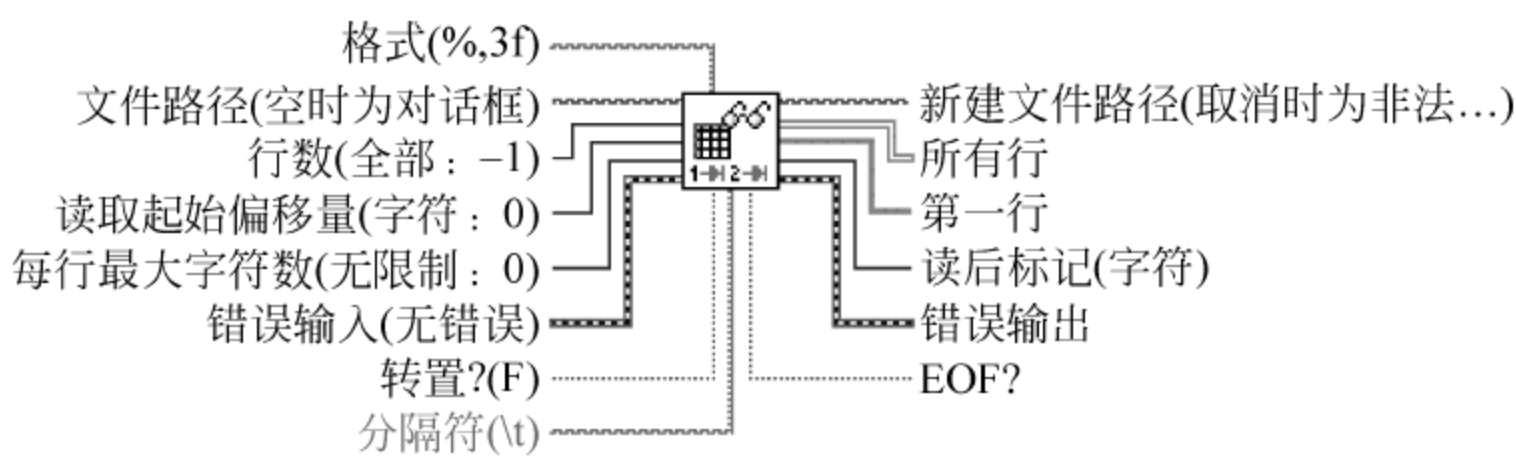 格式(%,3f)
文件路径(空时为对话框)
行数(全部：–1)
读取起始偏移量(字符：0)
每行最大字符数(无限制：0)
错误输入(无错误)
转置?(F)
分隔符(\t)
1 2
新建文件路径(取消时为非法…)
所有行
第一行
读后标记(字符)
错误输出
EOF?